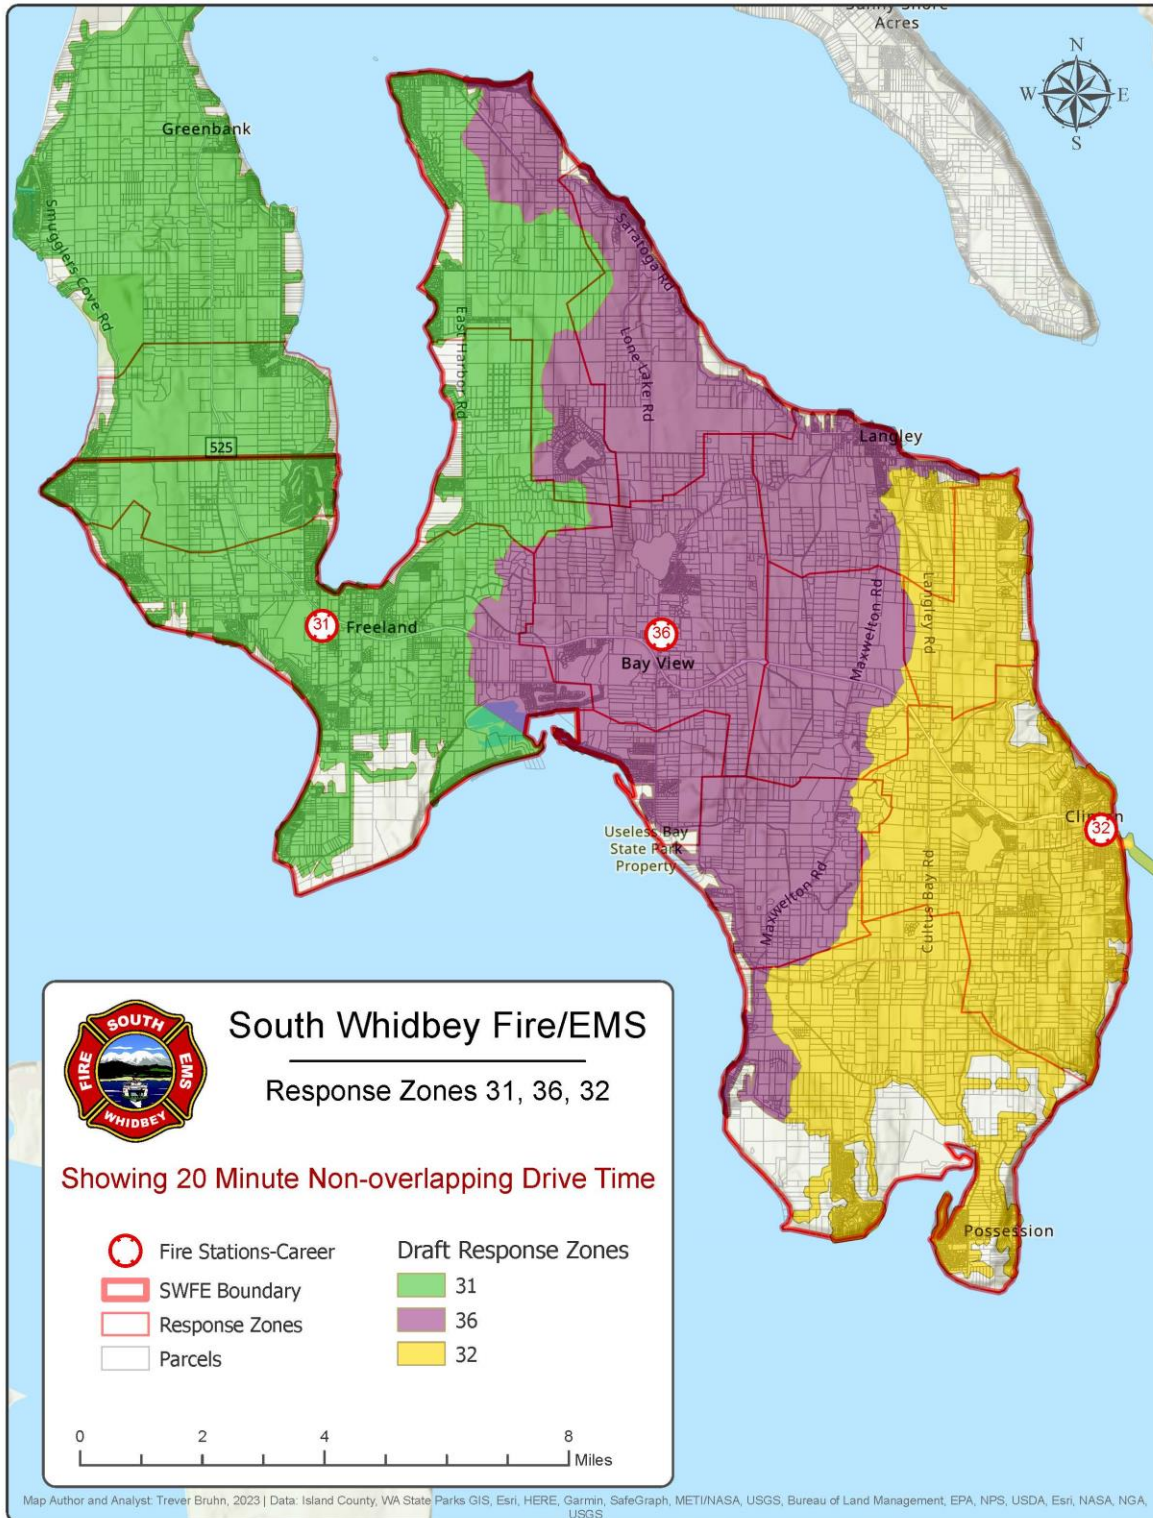 Sunny Shore
Acres
N
W E
S
Greenbank
Smugglers Cove Rd
Saratoga Rd
East Harbor Rd
Lone Lake Rd
525
Langley
Langley Rd
Maxwelton Rd
31
Freeland
36
Bay View
Clinton
32
Useless Bay
State Park
Property
Maxwelton Rd
Cultus Bay Rd
Possession
SOUTH
FIRE
EMS
WHIDBEY
South Whidbey Fire/EMS
Response Zones 31, 36, 32
Showing 20 Minute Non-overlapping Drive Time
Fire Stations-Career
SWFE Boundary
Response Zones
Parcels
Draft Response Zones
31
36
32
0 2 4 8
Miles
Map Author and Analyst: Trever Bruhn, 2023 | Data: Island County, WA State Parks GIS, Esri, HERE, Garmin, SafeGraph, METI/NASA, USGS, Bureau of Land Management, EPA, NPS, USDA, Esri, NASA, NGA,
USGS